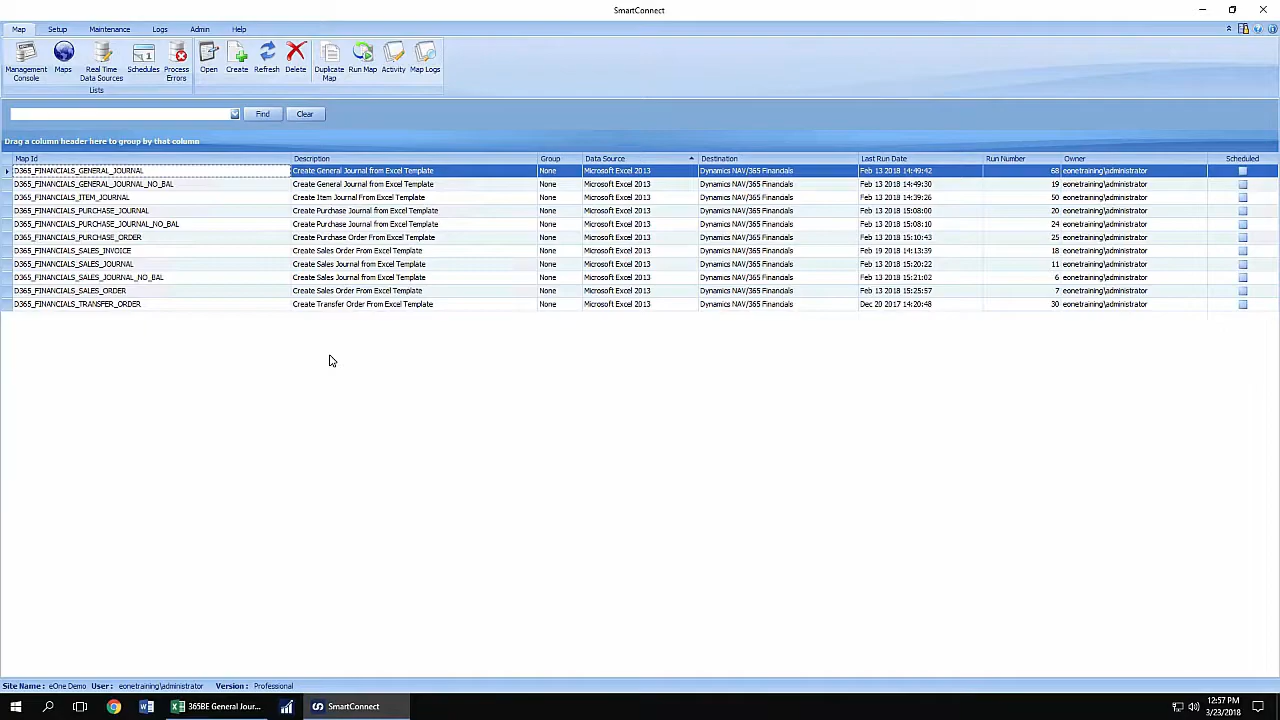 SmartConnect
Map Setup Maintenance Logs Admin Help
Management Console Maps Real Time Data Sources Schedules Process Errors Open Create Refresh Delete Duplicate Map Run Map Activity Map Logs
Lists
Find Clear
Drag a column header here to group by that column
Map Id Description Group Data Source Destination Last Run Date Run Number Owner Scheduled
D365_FINANCIALS_GENERAL_JOURNAL Create General Journal from Excel Template None Microsoft Excel 2013 Dynamics NAV/365 Financials Feb 13 2018 14:49:42 68 eonetraining\administrator
D365_FINANCIALS_GENERAL_JOURNAL_NO_BAL Create General Journal from Excel Template None Microsoft Excel 2013 Dynamics NAV/365 Financials Feb 13 2018 14:49:30 19 eonetraining\administrator
D365_FINANCIALS_ITEM_JOURNAL Create Item Journal from Excel Template None Microsoft Excel 2013 Dynamics NAV/365 Financials Feb 13 2018 14:39:26 50 eonetraining\administrator
D365_FINANCIALS_PURCHASE_JOURNAL Create Purchase Journal from Excel Template None Microsoft Excel 2013 Dynamics NAV/365 Financials Feb 13 2018 15:08:00 20 eonetraining\administrator
D365_FINANCIALS_PURCHASE_JOURNAL_NO_BAL Create Purchase Journal from Excel Template None Microsoft Excel 2013 Dynamics NAV/365 Financials Feb 13 2018 15:08:10 24 eonetraining\administrator
D365_FINANCIALS_PURCHASE_ORDER Create Purchase Order From Excel Template None Microsoft Excel 2013 Dynamics NAV/365 Financials Feb 13 2018 15:10:43 25 eonetraining\administrator
D365_FINANCIALS_SALES_INVOICE Create Sales Order From Excel Template None Microsoft Excel 2013 Dynamics NAV/365 Financials Feb 19 2018 14:13:39 18 eonetraining\administrator
D365_FINANCIALS_SALES_JOURNAL Create Sales Journal from Excel Template None Microsoft Excel 2013 Dynamics NAV/365 Financials Feb 13 2018 15:20:22 11 eonetraining\administrator
D365_FINANCIALS_SALES_JOURNAL_NO_BAL Create Sales Journal from Excel Template None Microsoft Excel 2013 Dynamics NAV/365 Financials Feb 13 2018 15:21:02 6 eonetraining\administrator
D365_FINANCIALS_SALES_ORDER Create Sales Order From Excel Template None Microsoft Excel 2013 Dynamics NAV/365 Financials Feb 13 2018 15:25:57 7 eonetraining\administrator
D365_FINANCIALS_TRANSFER_ORDER Create Transfer Order From Excel Template None Microsoft Excel 2013 Dynamics NAV/365 Financials Dec 20 2017 14:20:48 30 eonetraining\administrator
Site Name : eOne Demo User : eonetraining\administrator Version : Professional
365BE General Jour... SmartConnect 12:57 PM
3/23/2018